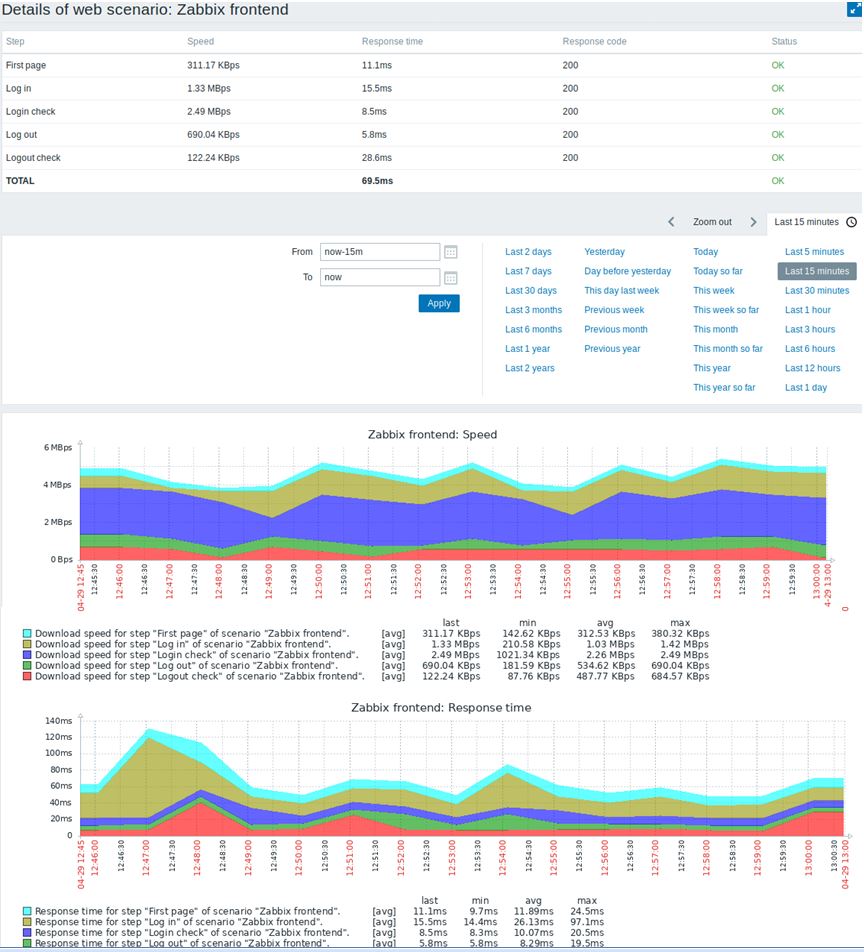 Details of web scenario: Zabbix frontend
Step Speed Response time Response code Status
First page 311.17 KBps 11.1ms 200 OK
Log in 1.33 MBps 15.5ms 200 OK
Login check 2.49 MBps 8.5ms 200 OK
Log out 690.04 KBps 5.8ms 200 OK
Logout check 122.24 KBps 28.6ms 200 OK
TOTAL 69.5ms OK
Zoom out Last 15 minutes
From now-15m
To now
Apply
Last 2 days Yesterday Today Last 5 minutes
Last 7 days Day before yesterday Today so far Last 15 minutes
Last 30 days This day last week This week Last 30 minutes
Last 3 months Previous week This week so far Last 1 hour
Last 6 months Previous month This month Last 3 hours
Last 1 year Previous year This month so far Last 6 hours
Last 2 years This year Last 12 hours
This year so far Last 1 day
Zabbix frontend: Speed
6 MBps
4 MBps
2 MBps
0 Bps
04-29 12:45 12:45:30 12:46:00 12:46:30 12:47:00 12:47:30 12:48:00 12:48:30 12:49:00 12:49:30 12:50:00 12:50:30 12:51:00 12:51:30 12:52:00 12:52:30 12:53:00 12:53:30 12:54:00 12:54:30 12:55:00 12:55:30 12:56:00 12:56:30 12:57:00 12:57:30 12:58:00 12:58:30 12:59:00 12:59:30 13:00:00 4-29 13:00 0
last min avg max
Download speed for step "First page" of scenario "Zabbix frontend". [avg] 311.17 KBps 142.62 KBps 312.53 KBps 380.32 KBps
Download speed for step "Log in" of scenario "Zabbix frontend". [avg] 1.33 MBps 210.58 KBps 1.03 MBps 1.42 MBps
Download speed for step "Login check" of scenario "Zabbix frontend". [avg] 2.49 MBps 1021.34 KBps 2.26 MBps 2.49 MBps
Download speed for step "Log out" of scenario "Zabbix frontend". [avg] 690.04 KBps 181.59 KBps 534.62 KBps 690.04 KBps
Download speed for step "Logout check" of scenario "Zabbix frontend". [avg] 122.24 KBps 87.76 KBps 487.77 KBps 684.57 KBps
Zabbix frontend: Response time
140ms
120ms
100ms
80ms
60ms
40ms
20ms
0
04-29 12:45 12:46:00 12:46:30 12:47:00 12:47:30 12:48:00 12:48:30 12:49:00 12:49:30 12:50:00 12:50:30 12:51:00 12:51:30 12:52:00 12:52:30 12:53:00 12:53:30 12:54:00 12:54:30 12:55:00 12:55:30 12:56:00 12:56:30 12:57:00 12:57:30 12:58:00 12:58:30 12:59:00 12:59:30 13:00:00 13:00:30 04-29 13:00
last min avg max
Response time for step "First page" of scenario "Zabbix frontend". [avg] 11.1ms 9.7ms 11.89ms 24.5ms
Response time for step "Log in" of scenario "Zabbix frontend". [avg] 15.5ms 14.4ms 26.13ms 97.1ms
Response time for step "Login check" of scenario "Zabbix frontend". [avg] 8.5ms 8.3ms 10.07ms 20.5ms
Response time for step "Log out" of scenario "Zabbix frontend". [avg] 5.8ms 5.8ms 8.29ms 19.5ms